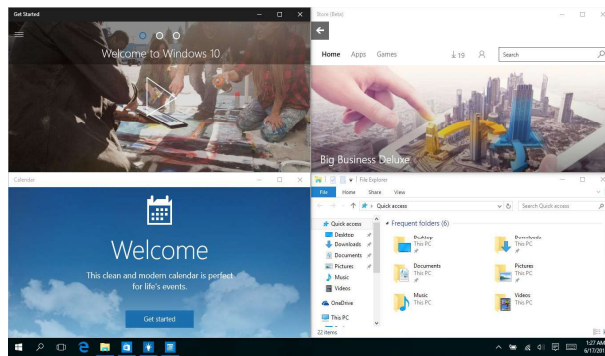 Get Started
Welcome to Windows 10
Store (Beta)
Home Apps Games 19 Search
Big Business Deluxe
Calendar
Welcome
This clean and modern calendar is perfect
for life's events.
Get started
File Explorer
File Home Share View
Quick access Search Quick access
Quick access
Desktop
Downloads
Documents
Pictures
Music
Videos
OneDrive
This PC
22 items
Frequent folders (6)
Desktop
This PC
Downloads
This PC
Documents
This PC
Pictures
This PC
Music
This PC
Videos
This PC
1:27 AM
6/17/201